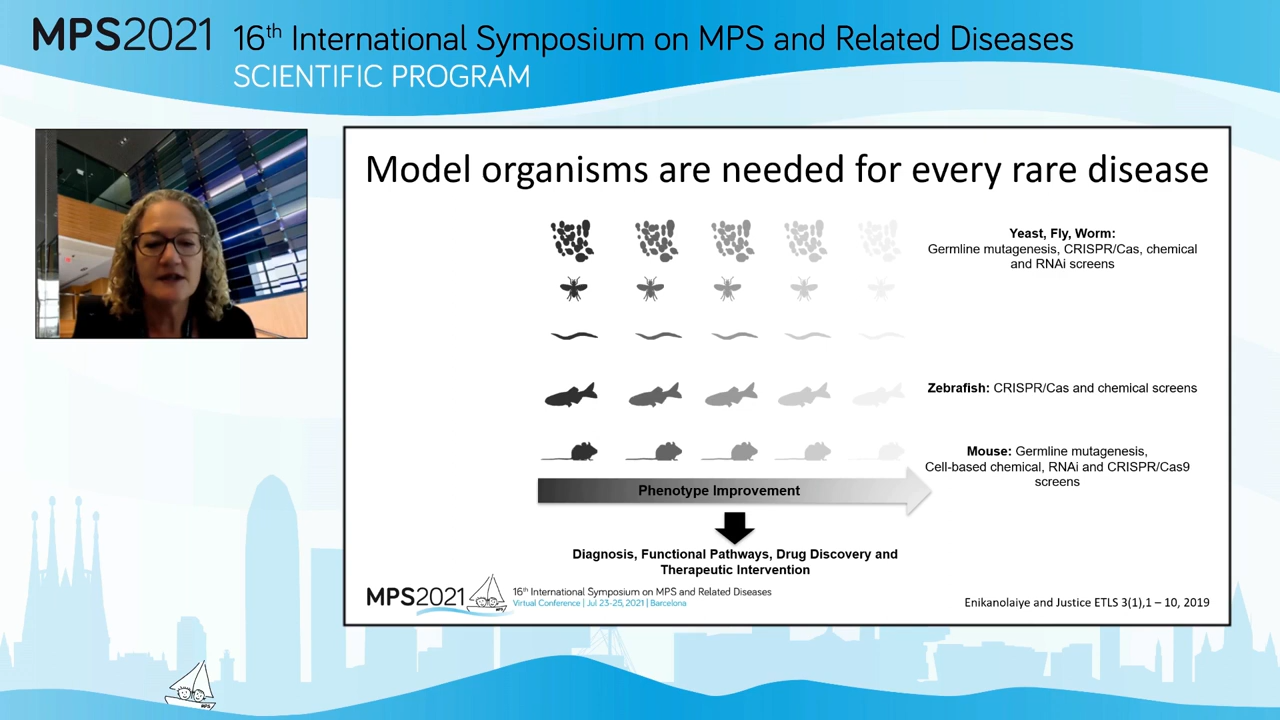 MPS2021 16th International Symposium on MPS and Related Diseases
SCIENTIFIC PROGRAM
Model organisms are needed for every rare disease
Yeast, Fly, Worm:
Germline mutagenesis, CRISPR/Cas, chemical
and RNAi screens
Zebrafish: CRISPR/Cas and chemical screens
Mouse: Germline mutagenesis,
Cell-based chemical, RNAi and CRISPR/Cas9
screens
Phenotype Improvement
Diagnosis, Functional Pathways, Drug Discovery and
Therapeutic Intervention
MPS2021
MPS
16th International Symposium on MPS and Related Diseases
Virtual Conference | Jul 23-25, 2021 | Barcelona
Enikanolaiye and Justice ETLS 3(1),1 – 10, 2019
MPS